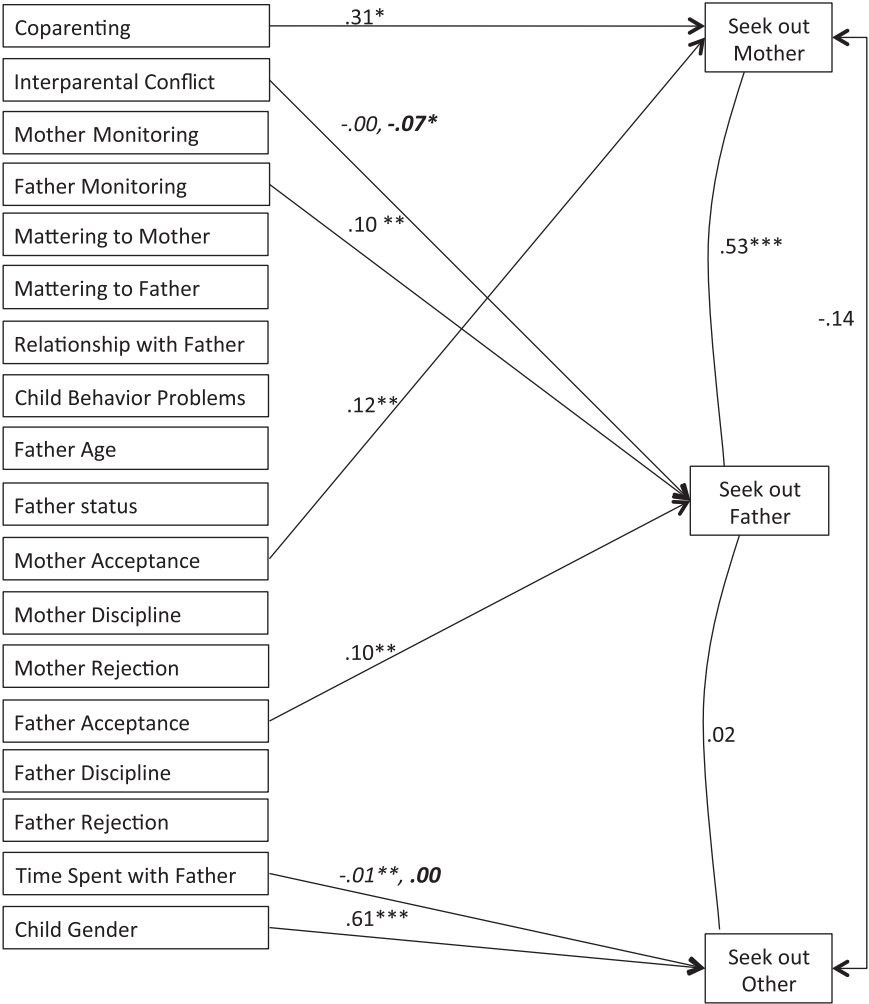 Coparenting
.31*
Seek out
Mother
Interparental Conflict
-.00, -.07*
Mother Monitoring
Father Monitoring
.10 **
Mattering to Mother
.53***
Mattering to Father
-.14
Relationship with Father
Child Behavior Problems
.12**
Father Age
Father status
Seek out
Father
Mother Acceptance
Mother Discipline
Mother Rejection
.10**
Father Acceptance
.02
Father Discipline
Father Rejection
Time Spent with Father
-.01**, .00
Child Gender
.61***
Seek out
Other